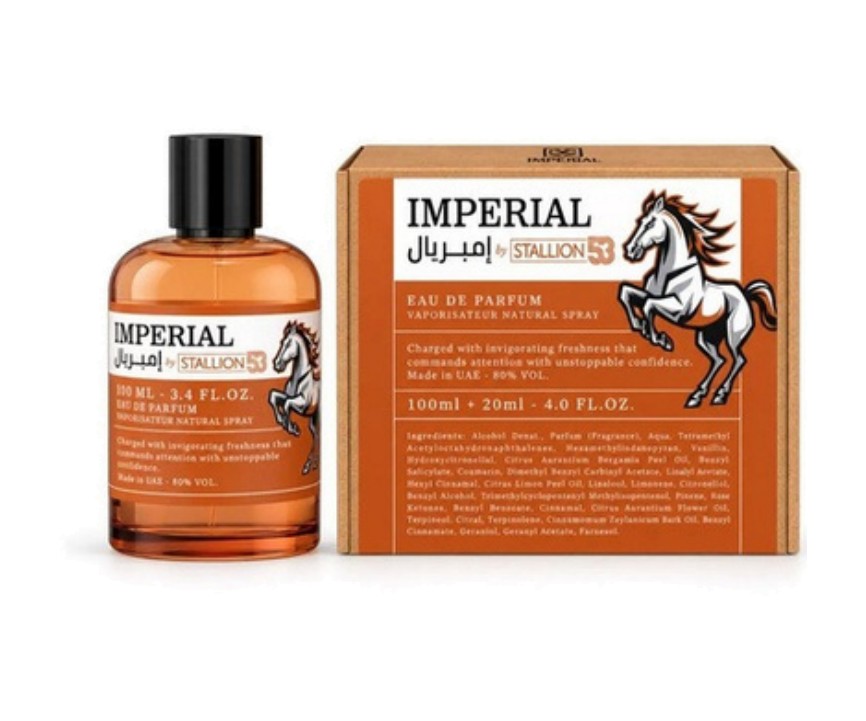 IMPERIAL
إمبريال by STALLION 53
100 ML - 3.4 FL.OZ.
EAU DE PARFUM
VAPORISATEUR NATURAL SPRAY
Charged with invigorating freshness that
commands attention with unstoppable
confidence.
Made in UAE - 80% VOL.
IMPERIAL
IMPERIAL
إمبريال by STALLION 53
EAU DE PARFUM
VAPORISATEUR NATURAL SPRAY
Charged with invigorating freshness that
commands attention with unstoppable confidence.
Made in UAE - 80% VOL.
100ml + 20ml - 4.0 FL.OZ.
Ingredients: Alcohol Denat., Parfum (Fragrance), Aqua, Tetramethyl
Acetyloctahydronaphthalenes, Hexamethylindanopyran, Vanillin,
Hydroxycitronellal, Citrus Aurantium Bergamia Peel Oil, Benzyl
Salicylate, Coumarin, Dimethyl Benzyl Carbinyl Acetate, Linalyl Acetate,
Hexyl Cinnamal, Citrus Limon Peel Oil, Linalool, Limonene, Citronellol,
Benzyl Alcohol, Trimethylcyclopentenyl Methylisopentenol, Pinene, Rose
Ketones, Benzyl Benzoate, Cinnamal, Citrus Aurantium Flower Oil,
Terpineol, Citral, Terpinolene, Cinnamomum Zeylanicum Bark Oil, Benzyl
Cinnamate, Geraniol, Geranyl Acetate, Farnesol.